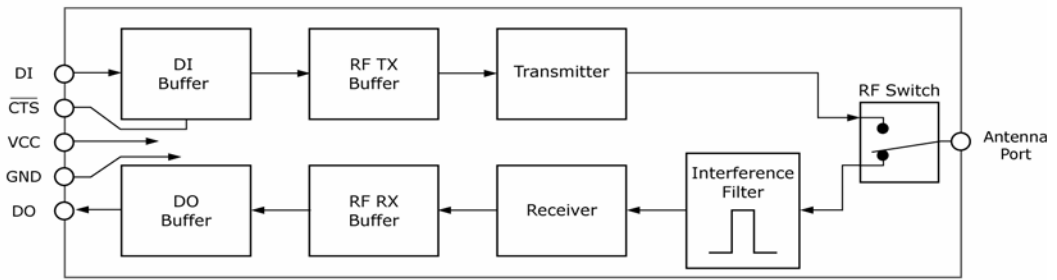 DI
Buffer
RF TX
Buffer
Transmitter
RF Switch
DI
C̅T̅S̅
VCC
GND
DO
Antenna
Port
DO
Buffer
RF RX
Buffer
Receiver
Interference
Filter